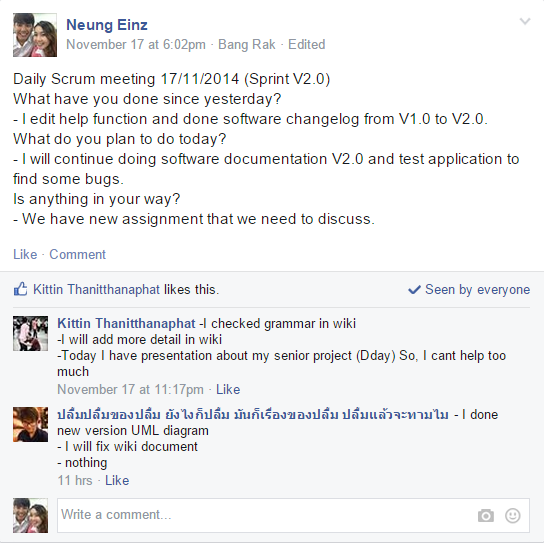 Neung Einz
November 17 at 6:02pm · Bang Rak · Edited
Daily Scrum meeting 17/11/2014 (Sprint V2.0)
What have you done since yesterday?
- I edit help function and done software changelog from V1.0 to V2.0.
What do you plan to do today?
- I will continue doing software documentation V2.0 and test application to
find some bugs.
Is anything in your way?
- We have new assignment that we need to discuss.
Like · Comment
Kittin Thanitthanaphat likes this.
Seen by everyone
Kittin Thanitthanaphat -I checked grammar in wiki
-I will add more detail in wiki
-Today I have presentation about my senior project (Dday) So, I cant help too
much
November 17 at 11:17pm · Like
ปลื้มปลื้มของปลื้ม ยังไงก็ปลื้ม มันก็เรื่องของปลื้ม ปลื้มแล้วจะทามไม - I done
new version UML diagram
- I will fix wiki document
- nothing
11 hrs · Like
Write a comment...